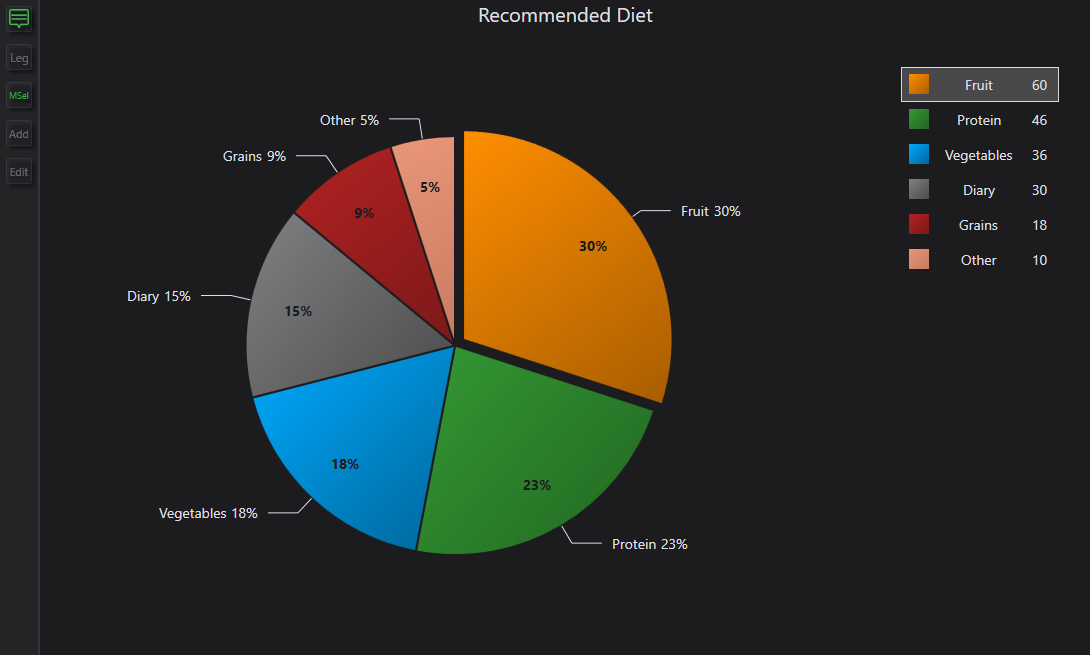 Recommended Diet
Leg
MSel
Add
Edit
Other 5%
Grains 9%
Diary 15%
Vegetables 18%
Protein 23%
Fruit 30%
5%
9%
15%
18%
23%
30%
Fruit 60
Protein 46
Vegetables 36
Diary 30
Grains 18
Other 10